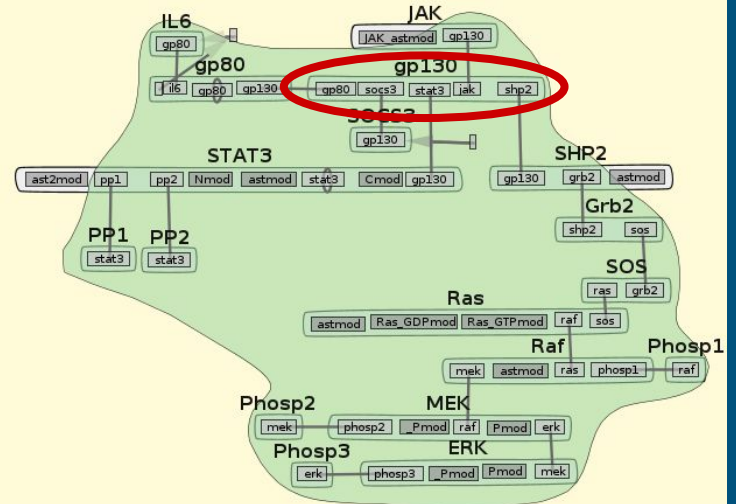 IL6
gp80
JAK
JAK_astmod gp130
gp80
il6 gp80 gp130
gp130
gp80 socs3 stat3 jak shp2
SOCS3
gp130
STAT3
ast2mod pp1 pp2 Nmod astmod stat3 Cmod gp130
SHP2
gp130 grb2 astmod
PP1
stat3
PP2
stat3
Grb2
shp2 sos
SOS
ras grb2
Ras
astmod Ras_GDPmod Ras_GTPmod raf sos
Raf
mek astmod ras phosp1
Phosp1
raf
Phosp2
mek
MEK
phosp2 _Pmod raf Pmod erk
Phosp3
erk
ERK
phosp3 _Pmod Pmod mek